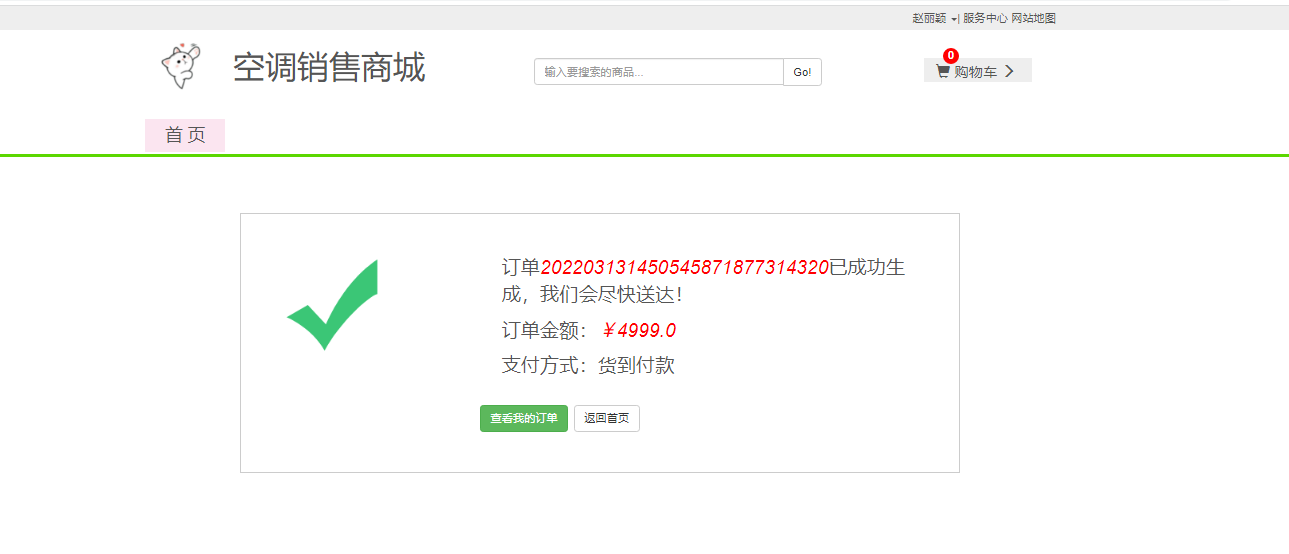 赵丽颖 | 服务中心 网站地图
空调销售商城
输入要搜索的商品... Go!
0
购物车
首 页
订单2022031314505458718773 14320已成功生
成，我们会尽快送达！
订单金额：￥4999.0
支付方式：货到付款
查看我的订单 返回首页